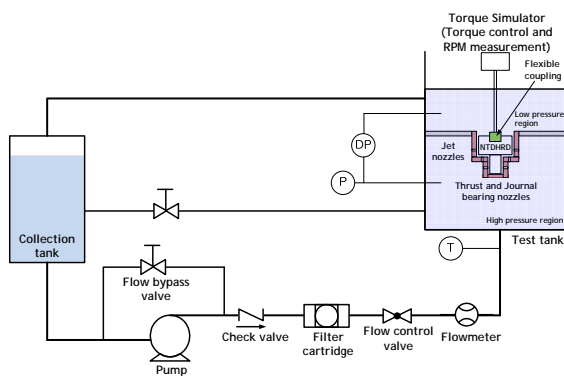 Torque Simulator
(Torque control and
RPM measurement)
Flexible
coupling
Low pressure
region
DP
Jet
nozzles
NTDHRD
P
Thrust and Journal
bearing nozzles
High pressure region
Test tank
T
Collection
tank
Flow bypass
valve
Check valve
Filter
cartridge
Flow control
valve
Flowmeter
Pump